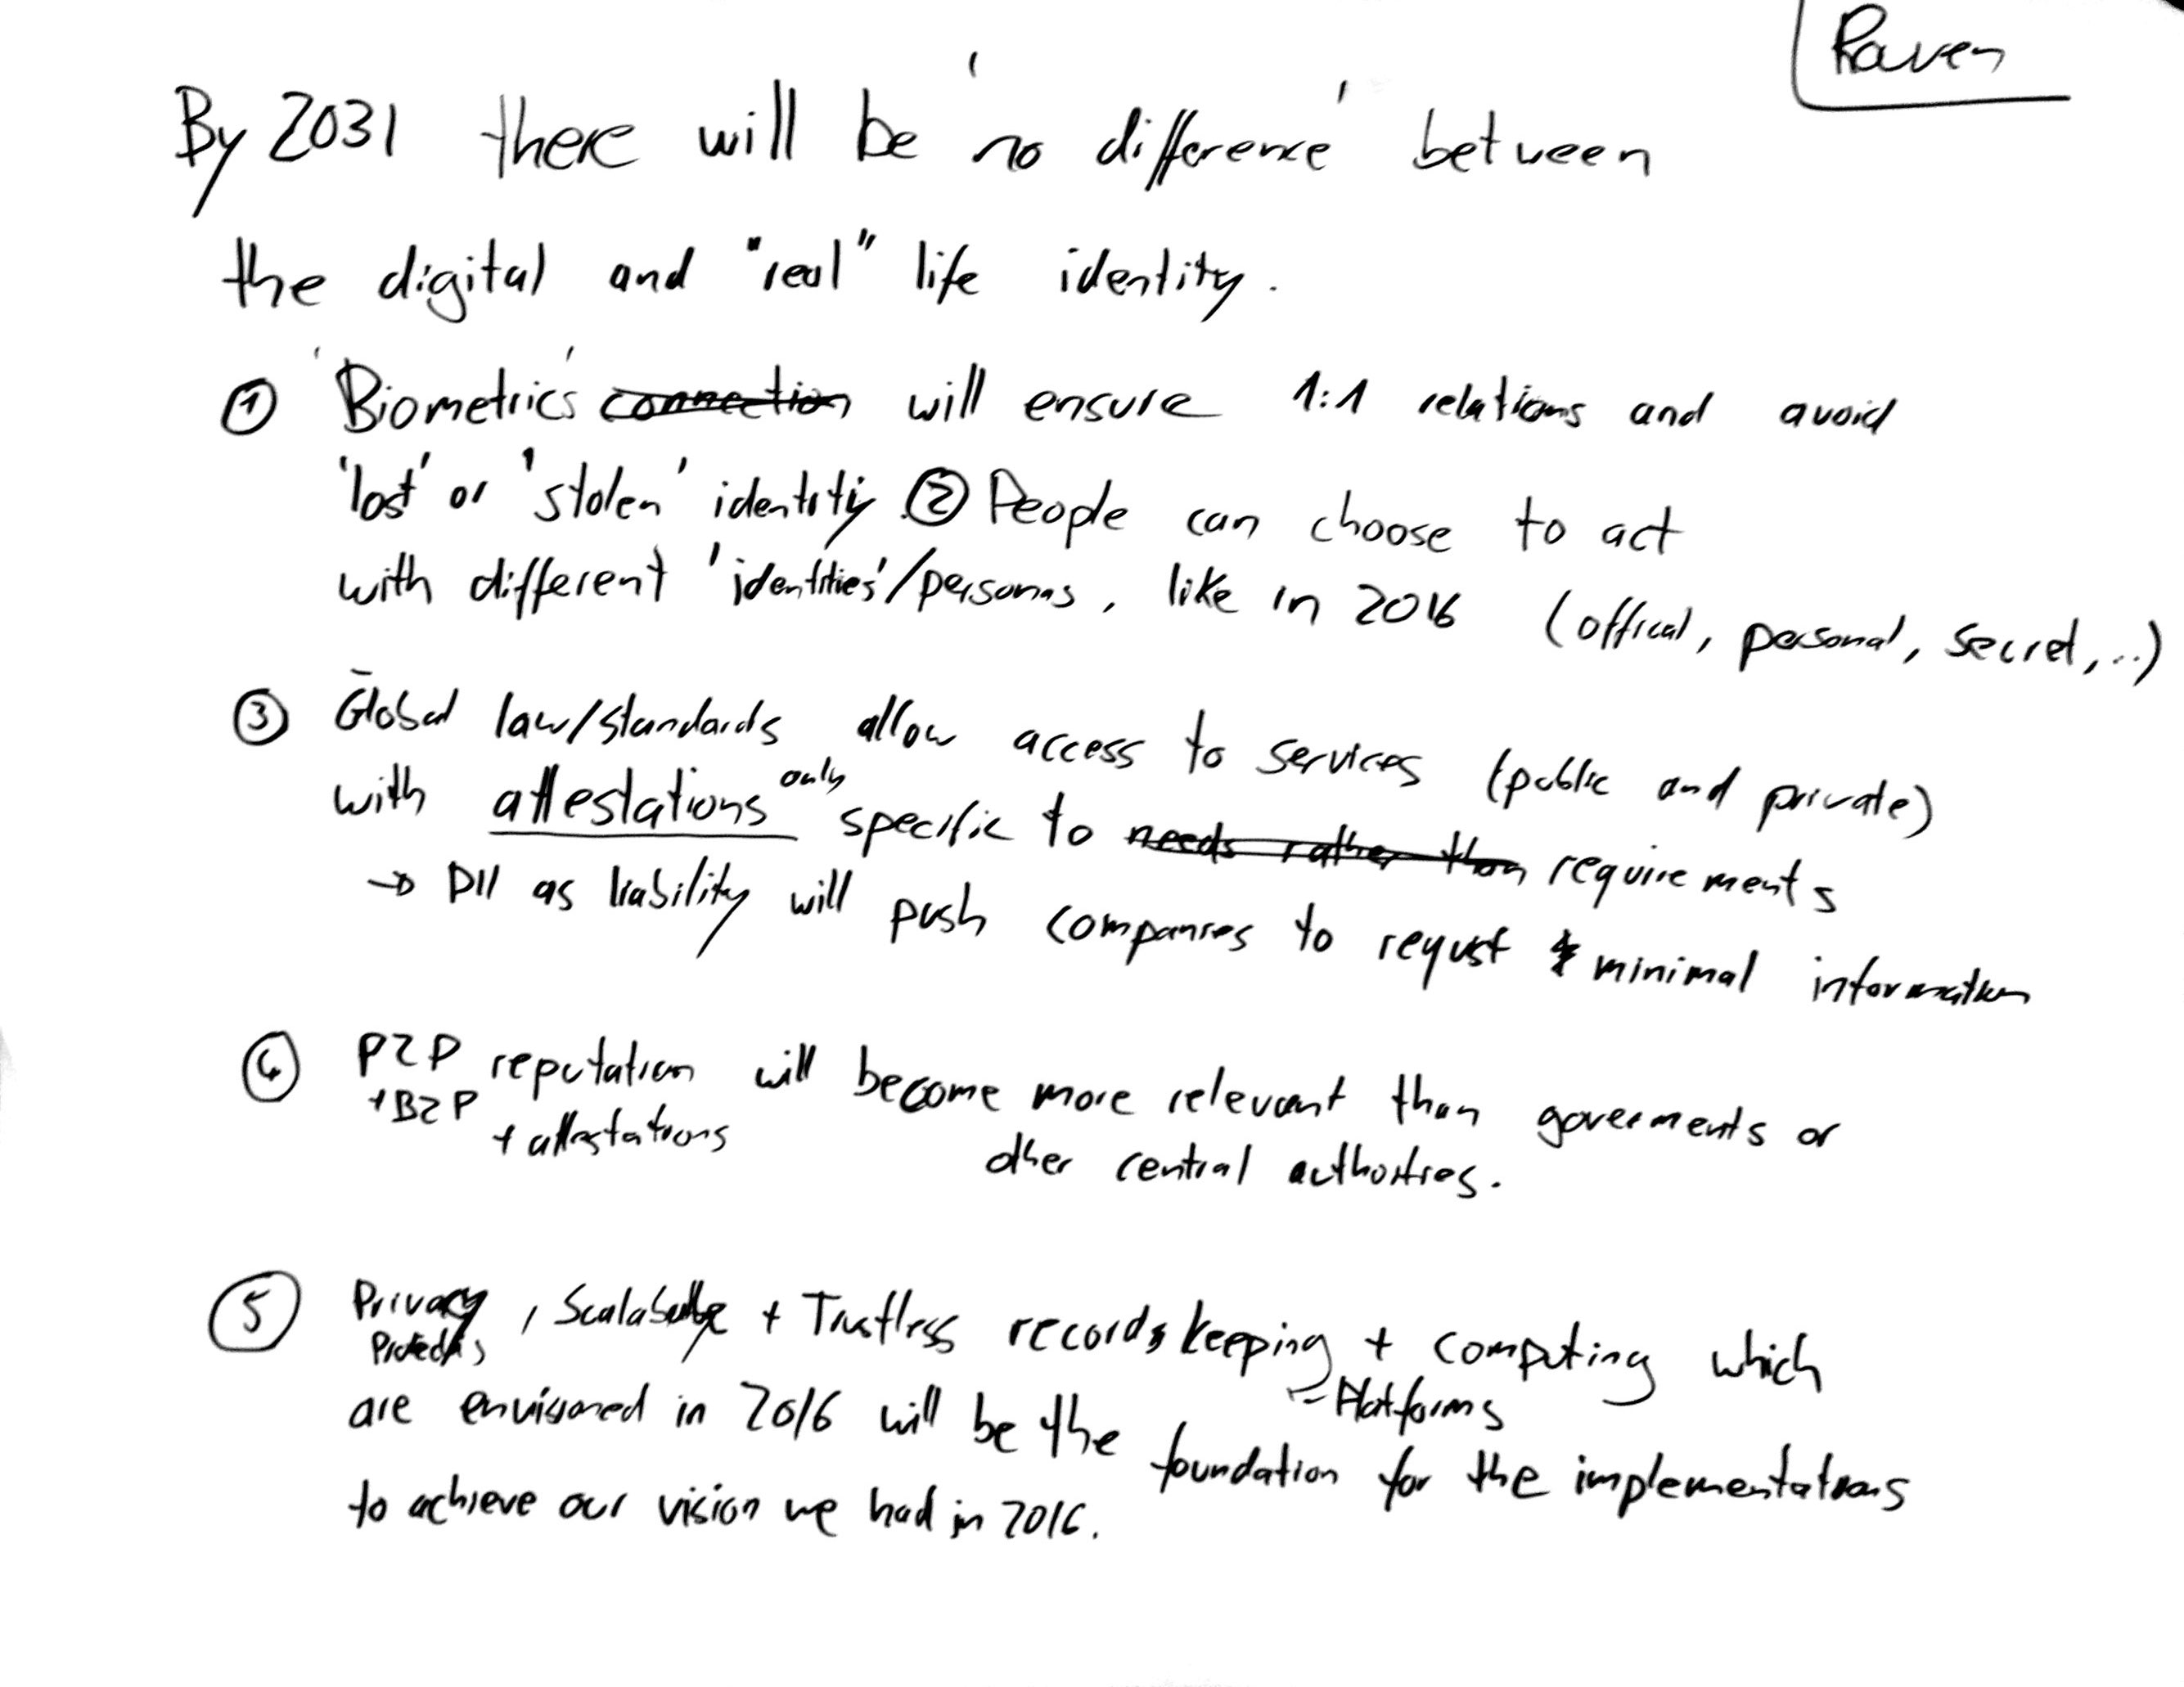 Raven
By 2031 there will be 'no difference' between
the digital and "real" life identity.
① 'Biometrics' ~~connection~~ will ensure 1:1 relations and avoid
'lost' or 'stolen' identity ② People can choose to act
with different 'identities'/personas, like in 2016 (offical, personal, secret,..)
③ Global law/standards allow access to services (public and private)
with attestations only specific to ~~needs rather than~~ requirements
→ PII as liability will push companies to requst minimal information
④ P2P reputation will become more relevant than goverments or
+B2P + attestations other central authorities.
⑤ Privacy, + Trustless records keeping + computing which
= Platforms
are envisioned in 2016 will be the foundation for the implementations
to achieve our vision we had in 2016.